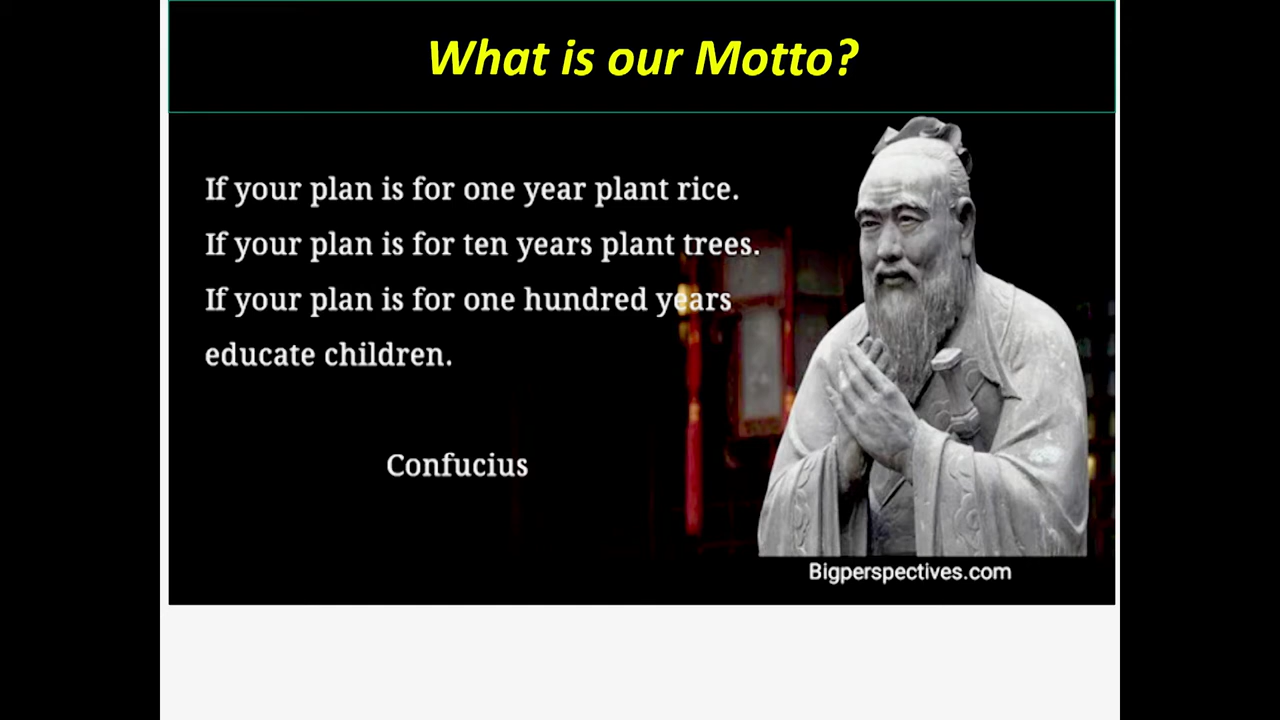 What is our Motto?
If your plan is for one year plant rice.
If your plan is for ten years plant trees.
If your plan is for one hundred years
educate children.
Confucius
Bigperspectives.com